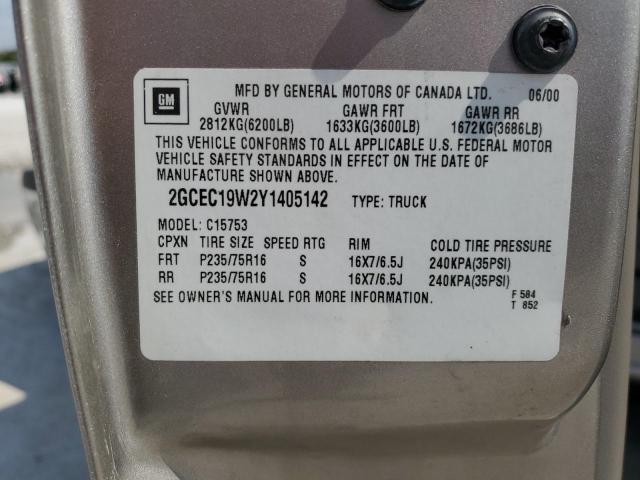 GM
MFD BY GENERAL MOTORS OF CANADA LTD. 06/00
GVWR GAWR FRT GAWR RR
2812KG(6200LB) 1633KG(3600LB) 1672KG(3686LB)
THIS VEHICLE CONFORMS TO ALL APPLICABLE U.S. FEDERAL MOTOR
VEHICLE SAFETY STANDARDS IN EFFECT ON THE DATE OF
MANUFACTURE SHOWN ABOVE.
2GCEC19W2Y1405142 TYPE: TRUCK
MODEL: C15753
CPXN TIRE SIZE SPEED RTG RIM COLD TIRE PRESSURE
FRT P235/75R16 S 16X7/6.5J 240KPA(35PSI)
RR P235/75R16 S 16X7/6.5J 240KPA(35PSI)
SEE OWNER'S MANUAL FOR MORE INFORMATION. F 584
T 852